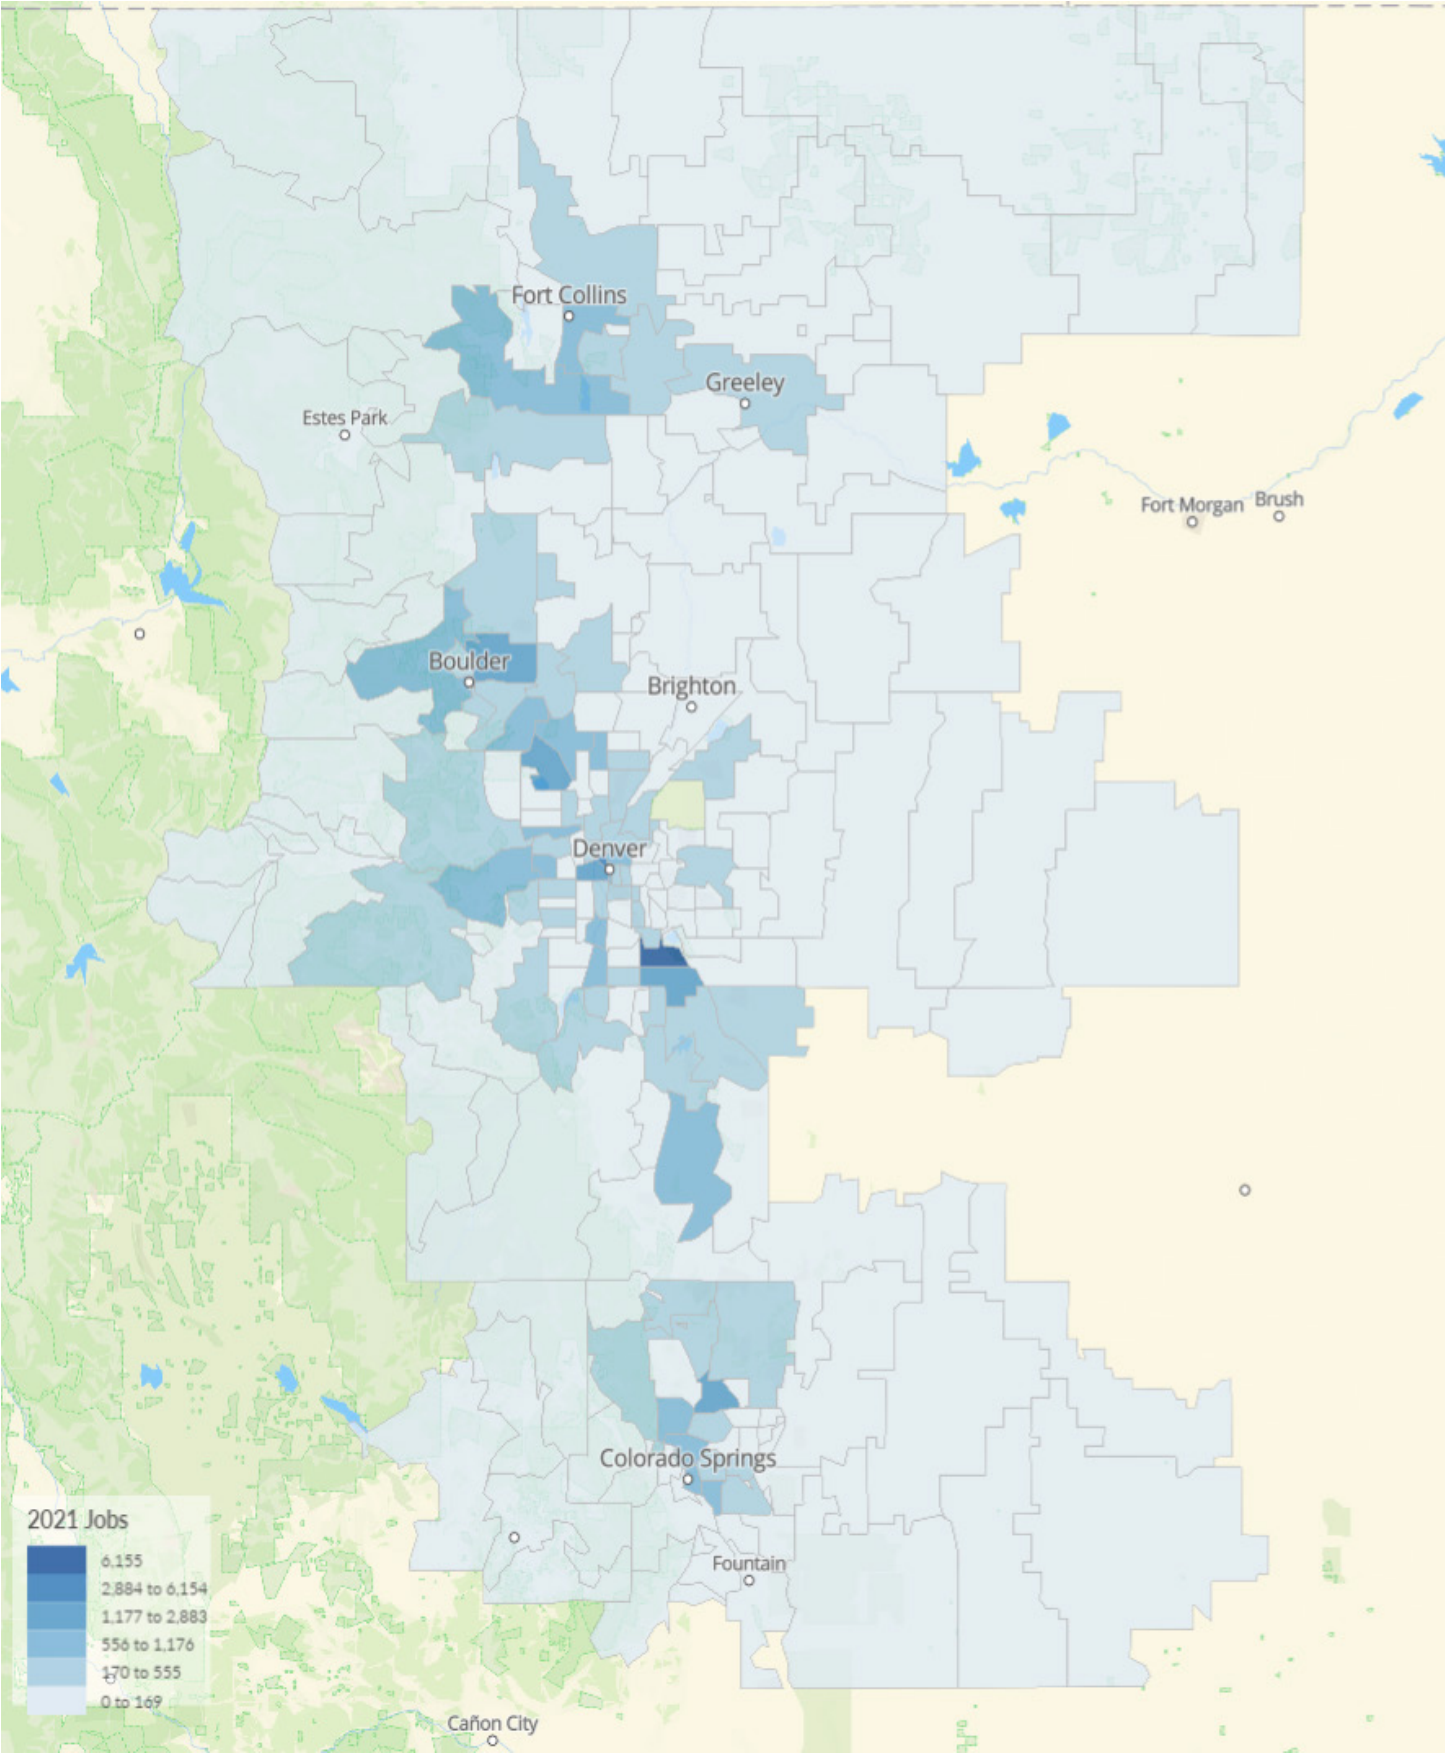 Fort Collins
Greeley
Estes Park
Fort Morgan
Brush
Boulder
Brighton
Denver
Colorado Springs
2021 Jobs
6,155
2,884 to 6,154
1,177 to 2,883
556 to 1,176
170 to 555
0 to 169
Fountain
Cañon City